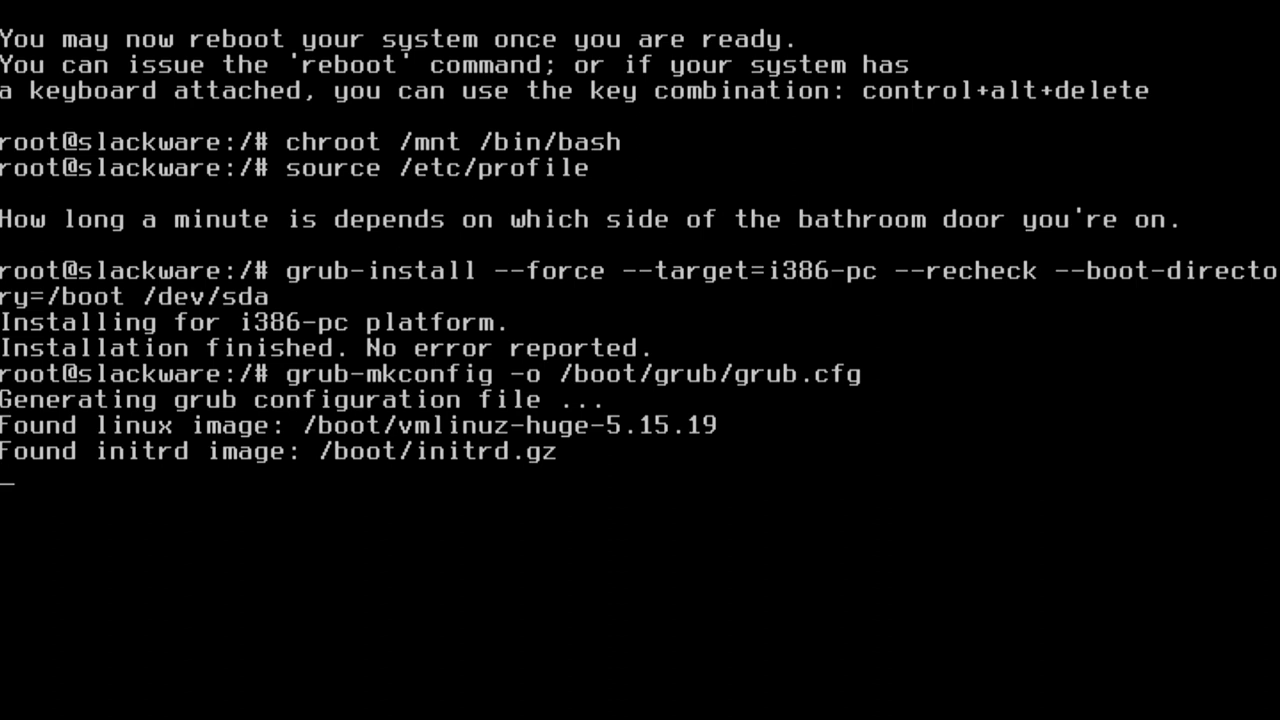 You may now reboot your system once you are ready.
You can issue the 'reboot' command; or if your system has
a keyboard attached, you can use the key combination: control+alt+delete
root@slackware:/# chroot /mnt /bin/bash
root@slackware:/# source /etc/profile
How long a minute is depends on which side of the bathroom door you're on.
root@slackware:/# grub-install --force --target=i386-pc --recheck --boot-directo
ry=/boot /dev/sda
Installing for i386-pc platform.
Installation finished. No error reported.
root@slackware:/# grub-mkconfig -o /boot/grub/grub.cfg
Generating grub configuration file ...
Found linux image: /boot/vmlinuz-huge-5.15.19
Found initrd image: /boot/initrd.gz
_